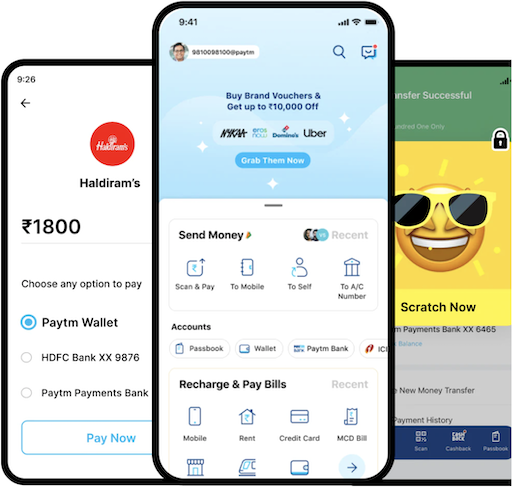 9:26
Haldiram's
Haldiram's
₹1800
Choose any option to pay
Paytm Wallet
HDFC Bank XX 9876
Paytm Payments Bank
Pay Now
9:41
9810098100@paytm
Buy Brand Vouchers &
Get up to ₹10,000 Off
NYKAA eros now Domino's Uber
Grab Them Now
Send Money Recent
Scan & Pay To Mobile To Self To A/C
Number
Accounts
Passbook Wallet Paytm Bank ICI
Recharge & Pay Bills Recent
Mobile Rent Credit Card MCD Bill
nsfer Successful
undred One Only
Scratch Now
m Payments Bank XX 6465
Balance
New Money Transfer
Payment History
CASH BACK
Scan Cashback Passbook